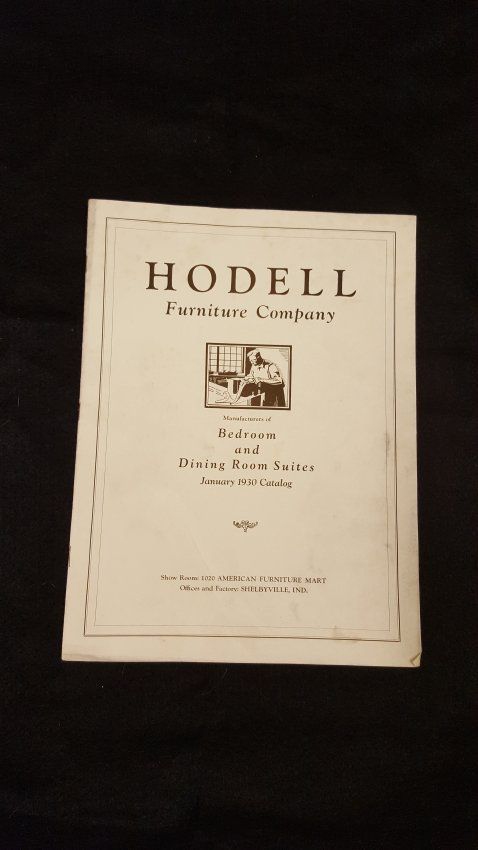 HODELL
Furniture Company
Manufacturers of
Bedroom
and
Dining Room Suites
January 1930 Catalog
Show Room: 1020 AMERICAN FURNITURE MART
Offices and Factory: SHELBYVILLE, IND.